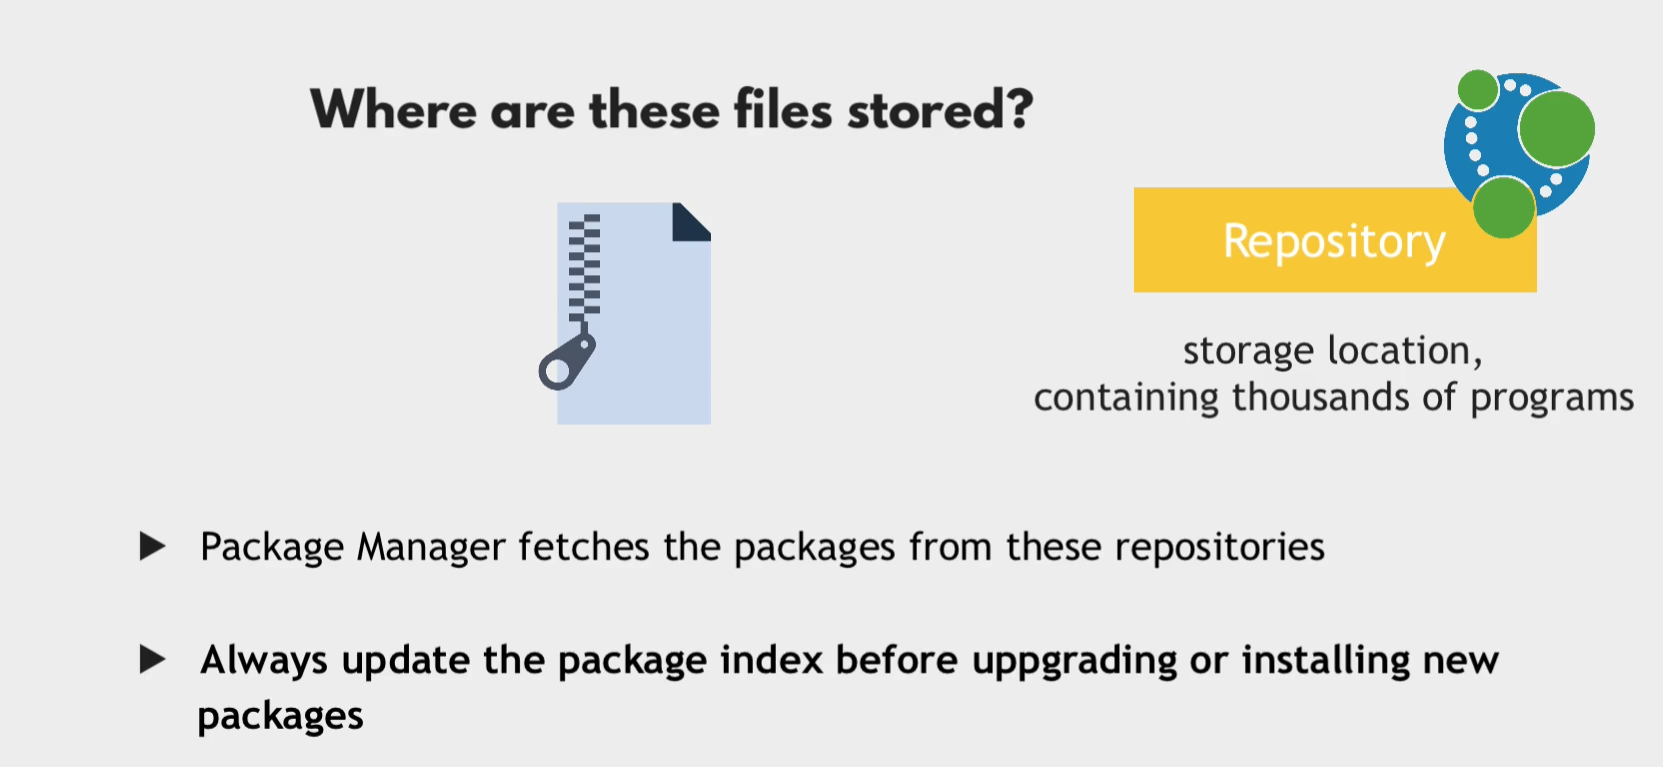 Where are these files stored?
Repository
storage location,
containing thousands of programs
Package Manager fetches the packages from these repositories
Always update the package index before uppgrading or installing new
packages